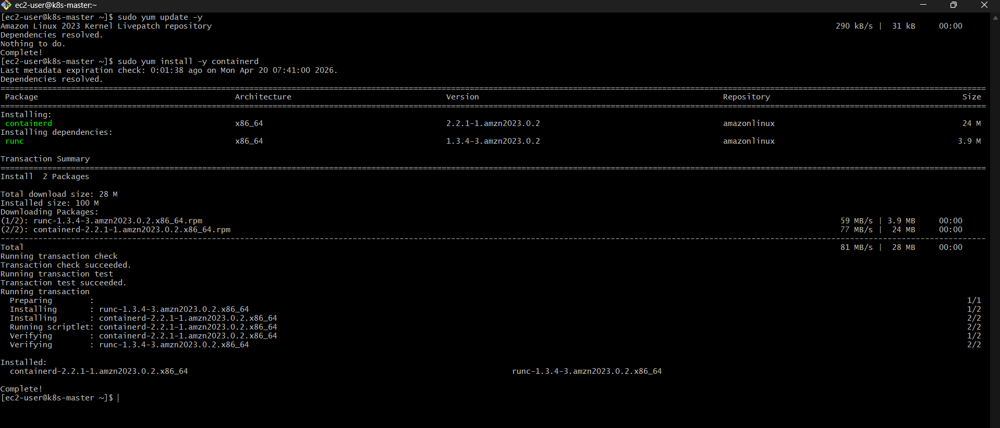 ec2-user@k8s-master:~
[ec2-user@k8s-master ~]$ sudo yum update -y
Amazon Linux 2023 Kernel Livepatch repository 290 kB/s | 31 kB 00:00
Dependencies resolved.
Nothing to do.
Complete!
[ec2-user@k8s-master ~]$ sudo yum install -y containerd
Last metadata expiration check: 0:01:38 ago on Mon Apr 20 07:41:00 2026.
Dependencies resolved.
Package Architecture Version Repository Size
Installing:
containerd x86_64 2.2.1-1.amzn2023.0.2 amazonlinux 24 M
Installing dependencies:
runc x86_64 1.3.4-3.amzn2023.0.2 amazonlinux 3.9 M
Transaction Summary
Install 2 Packages
Total download size: 28 M
Installed size: 100 M
Downloading Packages:
(1/2): runc-1.3.4-3.amzn2023.0.2.x86_64.rpm 59 MB/s | 3.9 MB 00:00
(2/2): containerd-2.2.1-1.amzn2023.0.2.x86_64.rpm 77 MB/s | 24 MB 00:00
Total 81 MB/s | 28 MB 00:00
Running transaction check
Transaction check succeeded.
Running transaction test
Transaction test succeeded.
Running transaction
Preparing : 1/1
Installing : runc-1.3.4-3.amzn2023.0.2.x86_64 1/2
Installing : containerd-2.2.1-1.amzn2023.0.2.x86_64 2/2
Running scriptlet: containerd-2.2.1-1.amzn2023.0.2.x86_64 2/2
Verifying : containerd-2.2.1-1.amzn2023.0.2.x86_64 1/2
Verifying : runc-1.3.4-3.amzn2023.0.2.x86_64 2/2
Installed:
containerd-2.2.1-1.amzn2023.0.2.x86_64 runc-1.3.4-3.amzn2023.0.2.x86_64
Complete!
[ec2-user@k8s-master ~]$